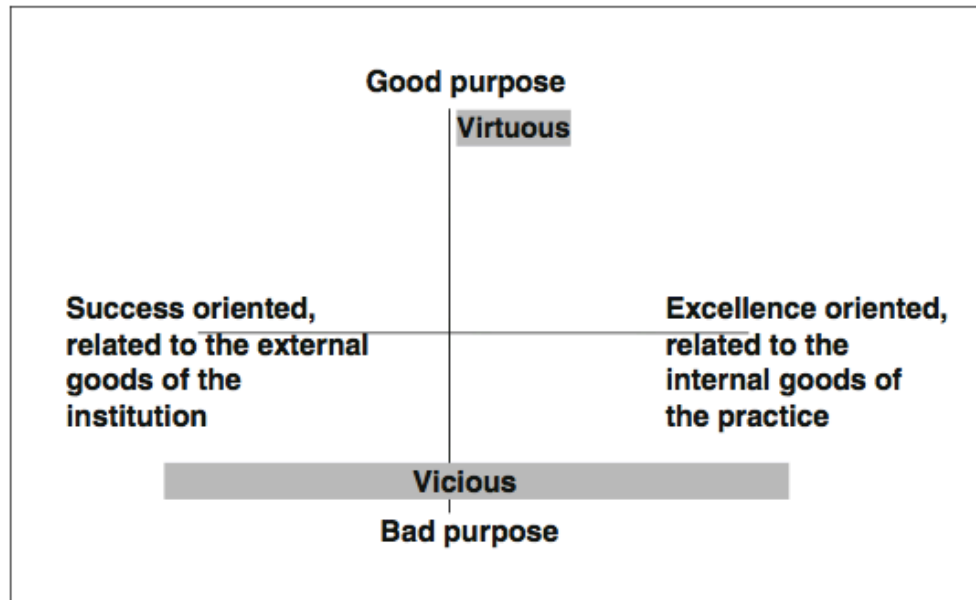 Good purpose
Virtuous
Success oriented,
related to the external
goods of the
institution
Excellence oriented,
related to the
internal goods of
the practice
Vicious
Bad purpose